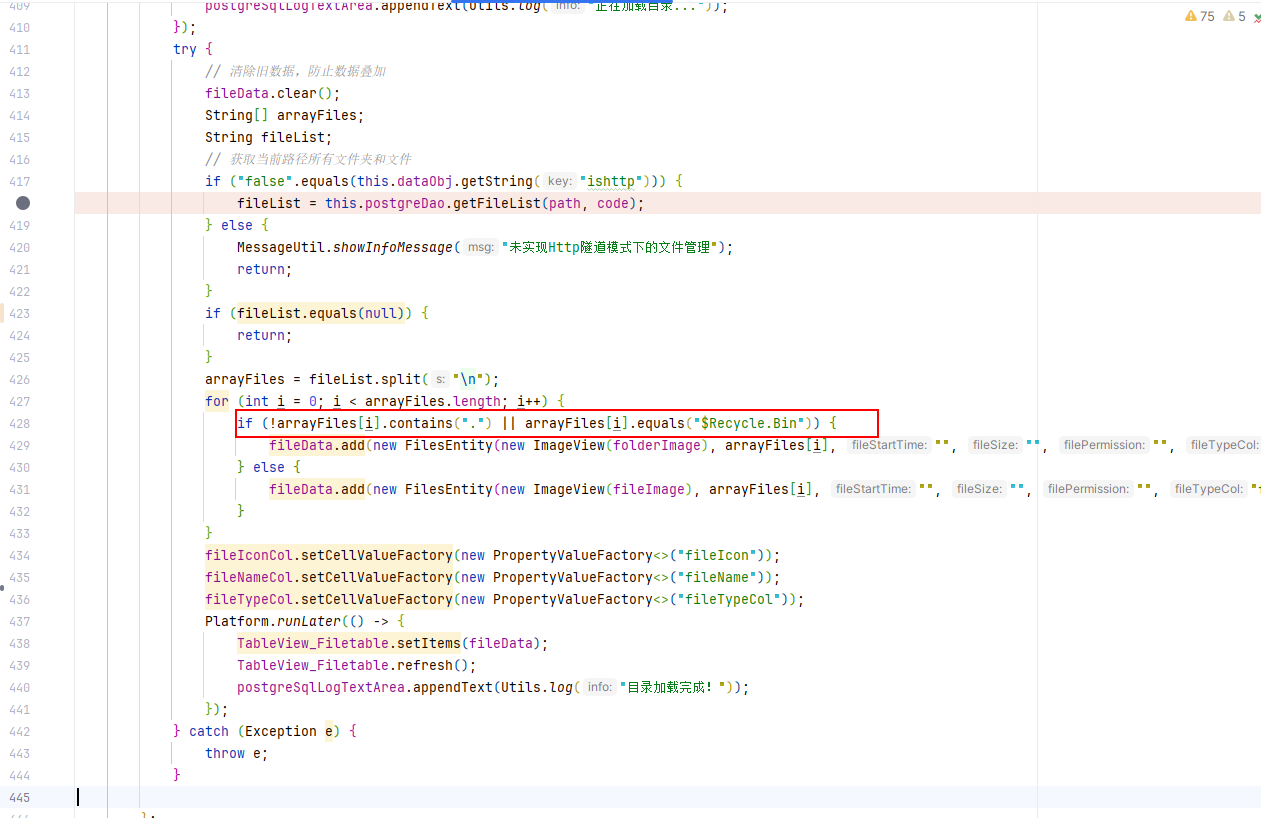 409 postgreSqlLogTextArea.appendText(Utils.log( info: "正在加载目录..."));
75 5
410 });
411 try {
412 // 清除旧数据，防止数据叠加
413 fileData.clear();
414 String[] arrayFiles;
415 String fileList;
416 // 获取当前路径所有文件夹和文件
417 if ("false".equals(this.dataObj.getString( key: "ishttp"))) {
fileList = this.postgreDao.getFileList(path, code);
419 } else {
420 MessageUtil.showInfoMessage( msg: "未实现Http隧道模式下的文件管理");
421 return;
422 }
423 if (fileList.equals(null)) {
424 return;
425 }
426 arrayFiles = fileList.split( s: "\n");
427 for (int i = 0; i < arrayFiles.length; i++) {
428 if (!arrayFiles[i].contains(".") || arrayFiles[i].equals("$Recycle.Bin")) {
429 fileData.add(new FilesEntity(new ImageView(folderImage), arrayFiles[i], fileStartTime: "", fileSize: "", filePermission: "", fileTypeCol:
430 } else {
431 fileData.add(new FilesEntity(new ImageView(fileImage), arrayFiles[i], fileStartTime: "", fileSize: "", filePermission: "", fileTypeCol: "f
432 }
433 }
434 fileIconCol.setCellValueFactory(new PropertyValueFactory<>("fileIcon"));
435 fileNameCol.setCellValueFactory(new PropertyValueFactory<>("fileName"));
436 fileTypeCol.setCellValueFactory(new PropertyValueFactory<>("fileTypeCol"));
437 Platform.runLater(() -> {
438 TableView_Filetable.setItems(fileData);
439 TableView_Filetable.refresh();
440 postgreSqlLogTextArea.appendText(Utils.log( info: "目录加载完成！"));
441 });
442 } catch (Exception e) {
443 throw e;
444 }
445